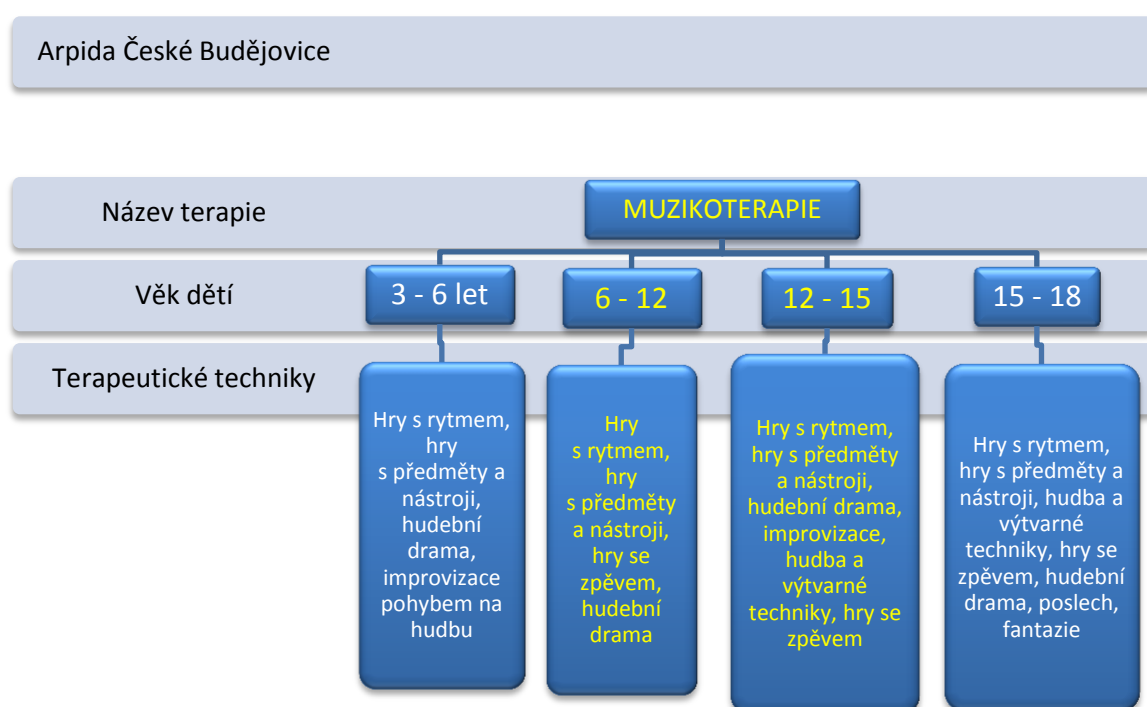 Arpida České Budějovice
Název terapie
MUZIKOTERAPIE
Věk dětí
3 - 6 let
6 - 12
12 - 15
15 - 18
Terapeutické techniky
Hry s rytmem,
hry
s předměty a
nástroji,
hudební
drama,
improvizace
pohybem na
hudbu
Hry
s rytmem,
hry
s předměty
a nástroji,
hry se
zpěvem,
hudební
drama
Hry s rytmem,
hry s předměty
a nástroji,
hudební drama,
improvizace,
hudba a
výtvarné
techniky, hry se
zpěvem
Hry s rytmem,
hry s předměty a
nástroji, hudba a
výtvarné
techniky, hry se
zpěvem, hudební
drama, poslech,
fantazie